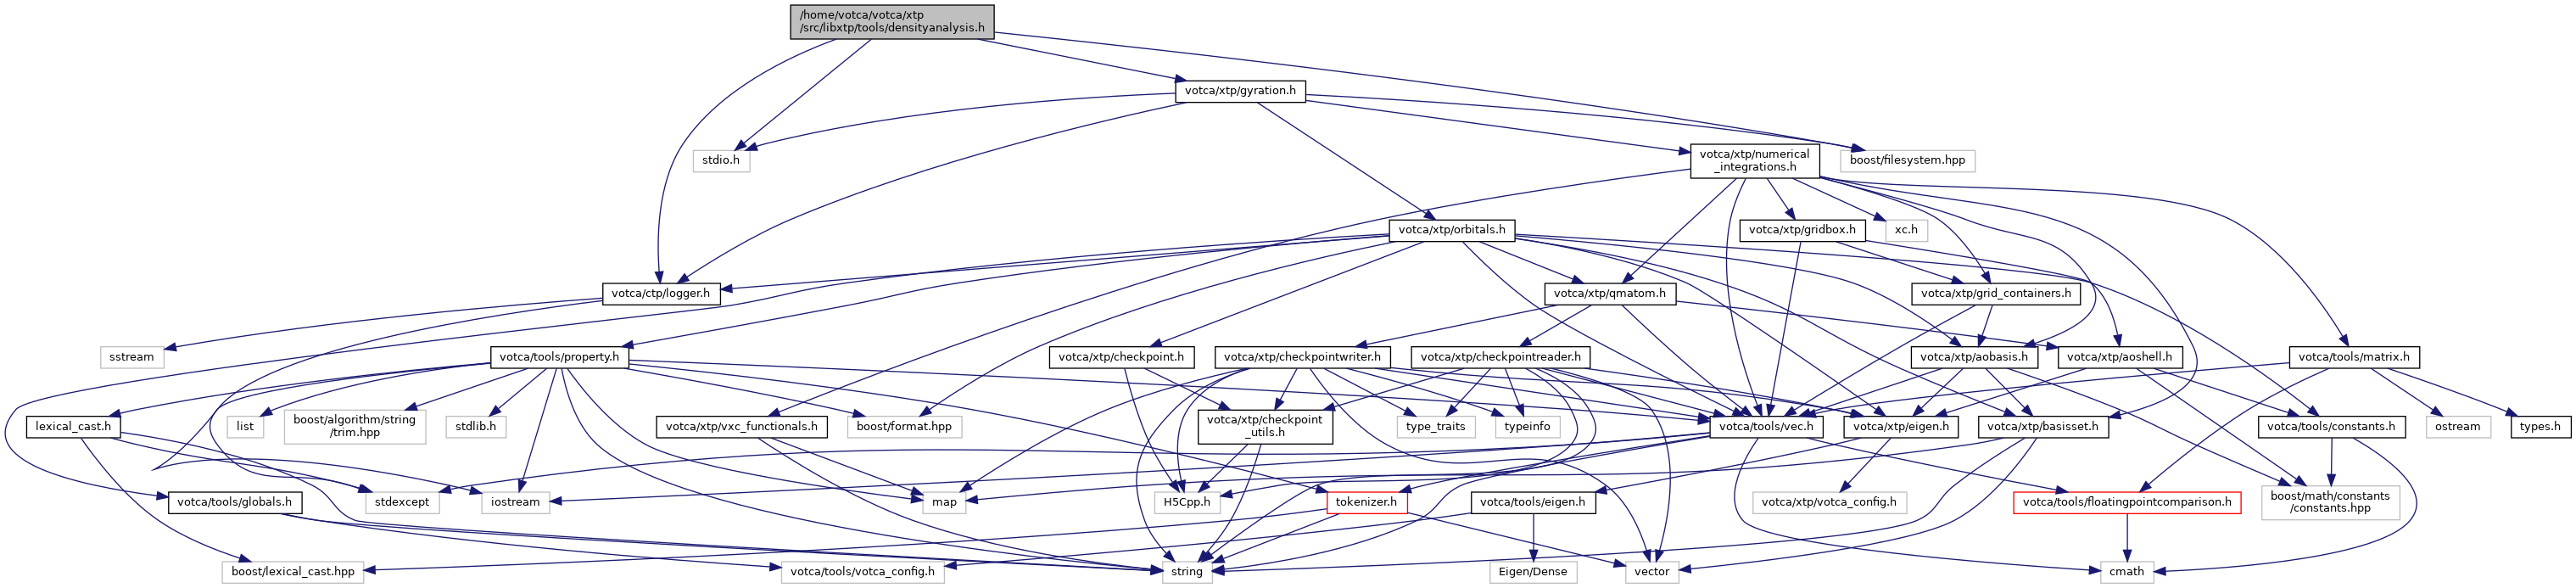 /home/votca/votca/xtp
/src/libxtp/tools/densityanalysis.h
votca/xtp/gyration.h
stdio.h
votca/xtp/numerical
_integrations.h
boost/filesystem.hpp
votca/xtp/orbitals.h
votca/xtp/gridbox.h
xc.h
votca/ctp/logger.h
votca/xtp/qmatom.h
votca/xtp/grid_containers.h
sstream
votca/tools/property.h
votca/xtp/checkpoint.h
votca/xtp/checkpointwriter.h
votca/xtp/checkpointreader.h
votca/xtp/aobasis.h
votca/xtp/aoshell.h
votca/tools/matrix.h
lexical_cast.h
list
boost/algorithm/string
/trim.hpp
stdlib.h
votca/xtp/vxc_functionals.h
boost/format.hpp
votca/xtp/checkpoint
_utils.h
type_traits
typeinfo
votca/tools/vec.h
votca/xtp/eigen.h
votca/xtp/basisset.h
votca/tools/constants.h
ostream
types.h
votca/tools/globals.h
stdexcept
iostream
map
H5Cpp.h
tokenizer.h
votca/tools/eigen.h
votca/xtp/votca_config.h
votca/tools/floatingpointcomparison.h
boost/math/constants
/constants.hpp
boost/lexical_cast.hpp
votca/tools/votca_config.h
string
Eigen/Dense
vector
cmath